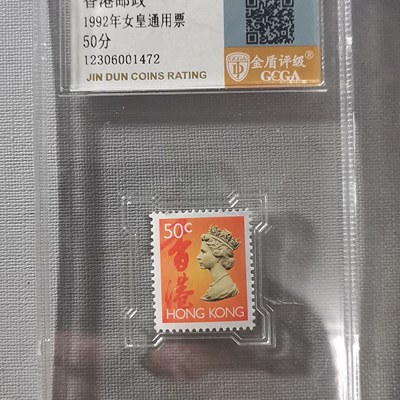 香港邮政
1992年女皇通用票
50分
12306001472
JIN DUN COINS RATING
金盾评级
GCGA
50c
香港
HONG KONG